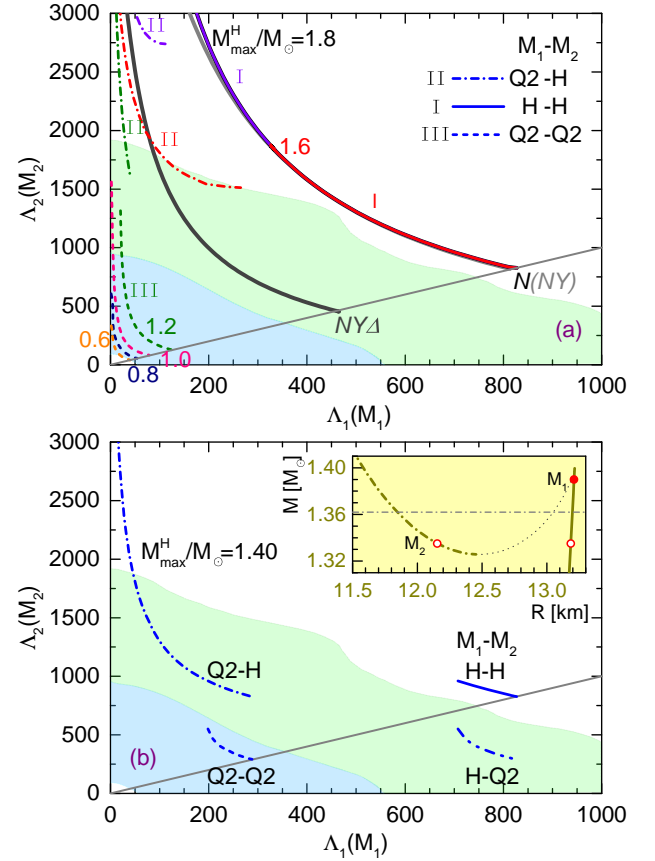 3000
2500
2000
1500
1000
500
0
Λ₂(M₂)
M^H_max/M_⊙=1.8
M₁-M₂
II Q2-H
I H-H
III Q2-Q2
II
I
II
II
1.6
I
III
N(NY)
NYΔ
1.2
0.6
1.0
0.8
(a)
0 200 400 600 800 1000
Λ₁(M₁)
3000
2500
2000
1500
1000
500
0
Λ₂(M₂)
M^H_max/M_⊙=1.40
M [M_⊙]
1.40
1.36
1.32
M₁
M₂
11.5 12.0 12.5 13.0
R [km]
Q2-H
M₁-M₂
H-H
(b)
Q2-Q2
H-Q2
0 200 400 600 800 1000
Λ₁(M₁)